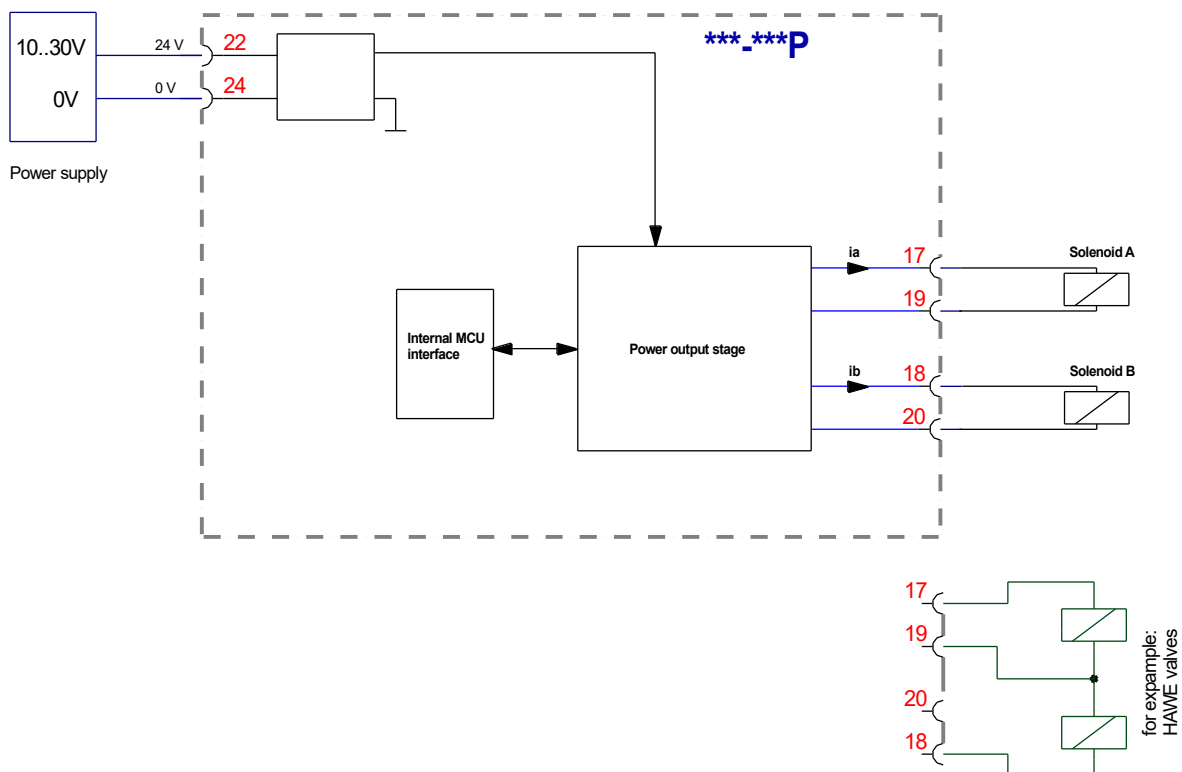 10..30V
24 V
22
***-***P
0V
0 V
24
Power supply
ia
17
Solenoid A
19
Internal MCU
interface
Power output stage
ib
18
Solenoid B
20
17
19
20
18
for expample:
HAWE valves